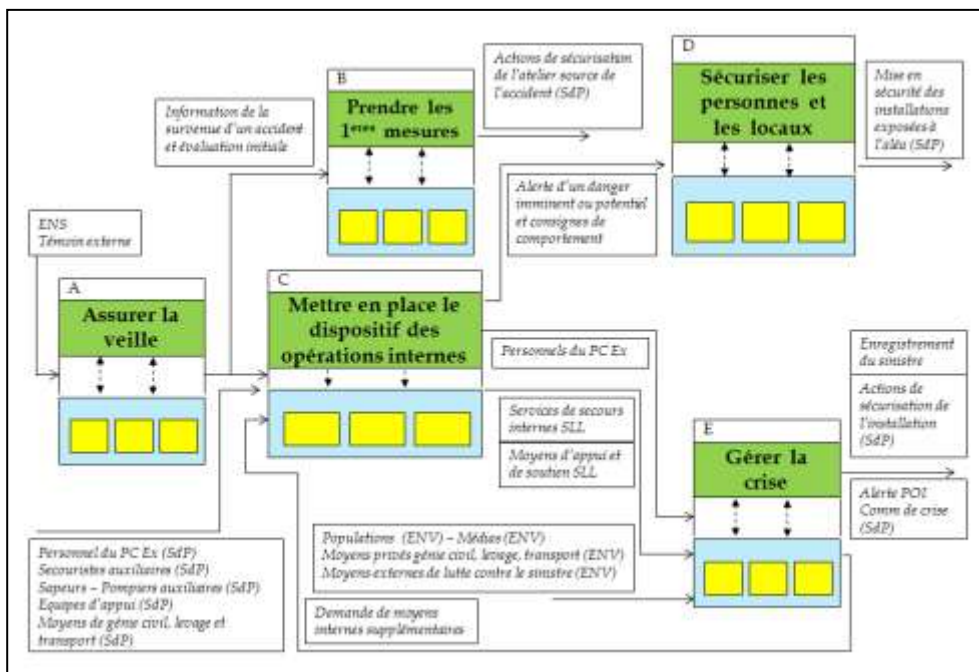 B
Prendre les
1eres mesures
Actions de sécurisation
de l'atelier source de
l'accident (SdP)
D
Sécuriser les
personnes et
les locaux
Mise en
sécurité des
installations
exposées à
l'aléa (SdP)
Information de la
survenue d'un accident
et évaluation initiale
Alerte d'un danger
imminent ou potentiel
et consignes de
comportement
ENS
Témoin externe
A
Assurer la
veille
C
Mettre en place le
dispositif des
opérations internes
Personnels du PC Ex
Enregistrement
du sinistre
Actions de
sécurisation de
l'installation (SdP)
Services de secours
internes SLL
Moyens d'appui et
de soutien SLL
E
Gérer la
crise
Alerte POI
Comm de crise
(SdP)
Populations (ENV) – Médias (ENV)
Moyens privés génie civil, levage, transport (ENV)
Moyens externes de lutte contre le sinistre (ENV)
Personnel du PC Ex (SdP)
Secouristes auxiliaires (SdP)
Sapeurs – Pompiers auxiliaires (SdP)
Equipes d'appui (SdP)
Moyens de génie civil, levage et
transport (SdP)
Demande de moyens
internes supplémentaires